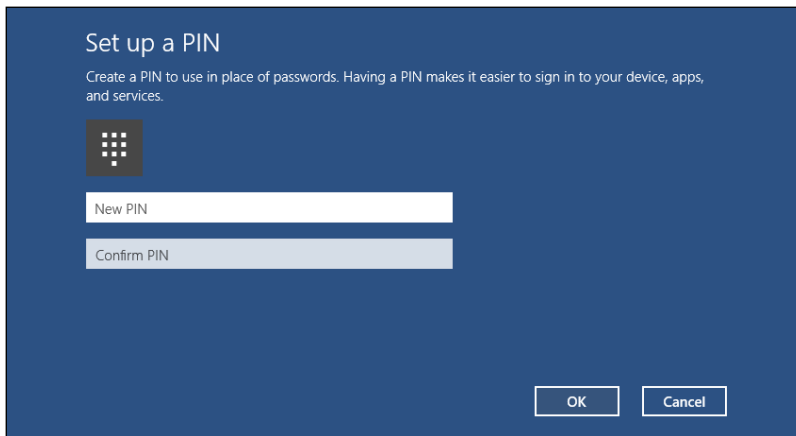 Set up a PIN
Create a PIN to use in place of passwords. Having a PIN makes it easier to sign in to your device, apps,
and services.
New PIN
Confirm PIN
OK
Cancel